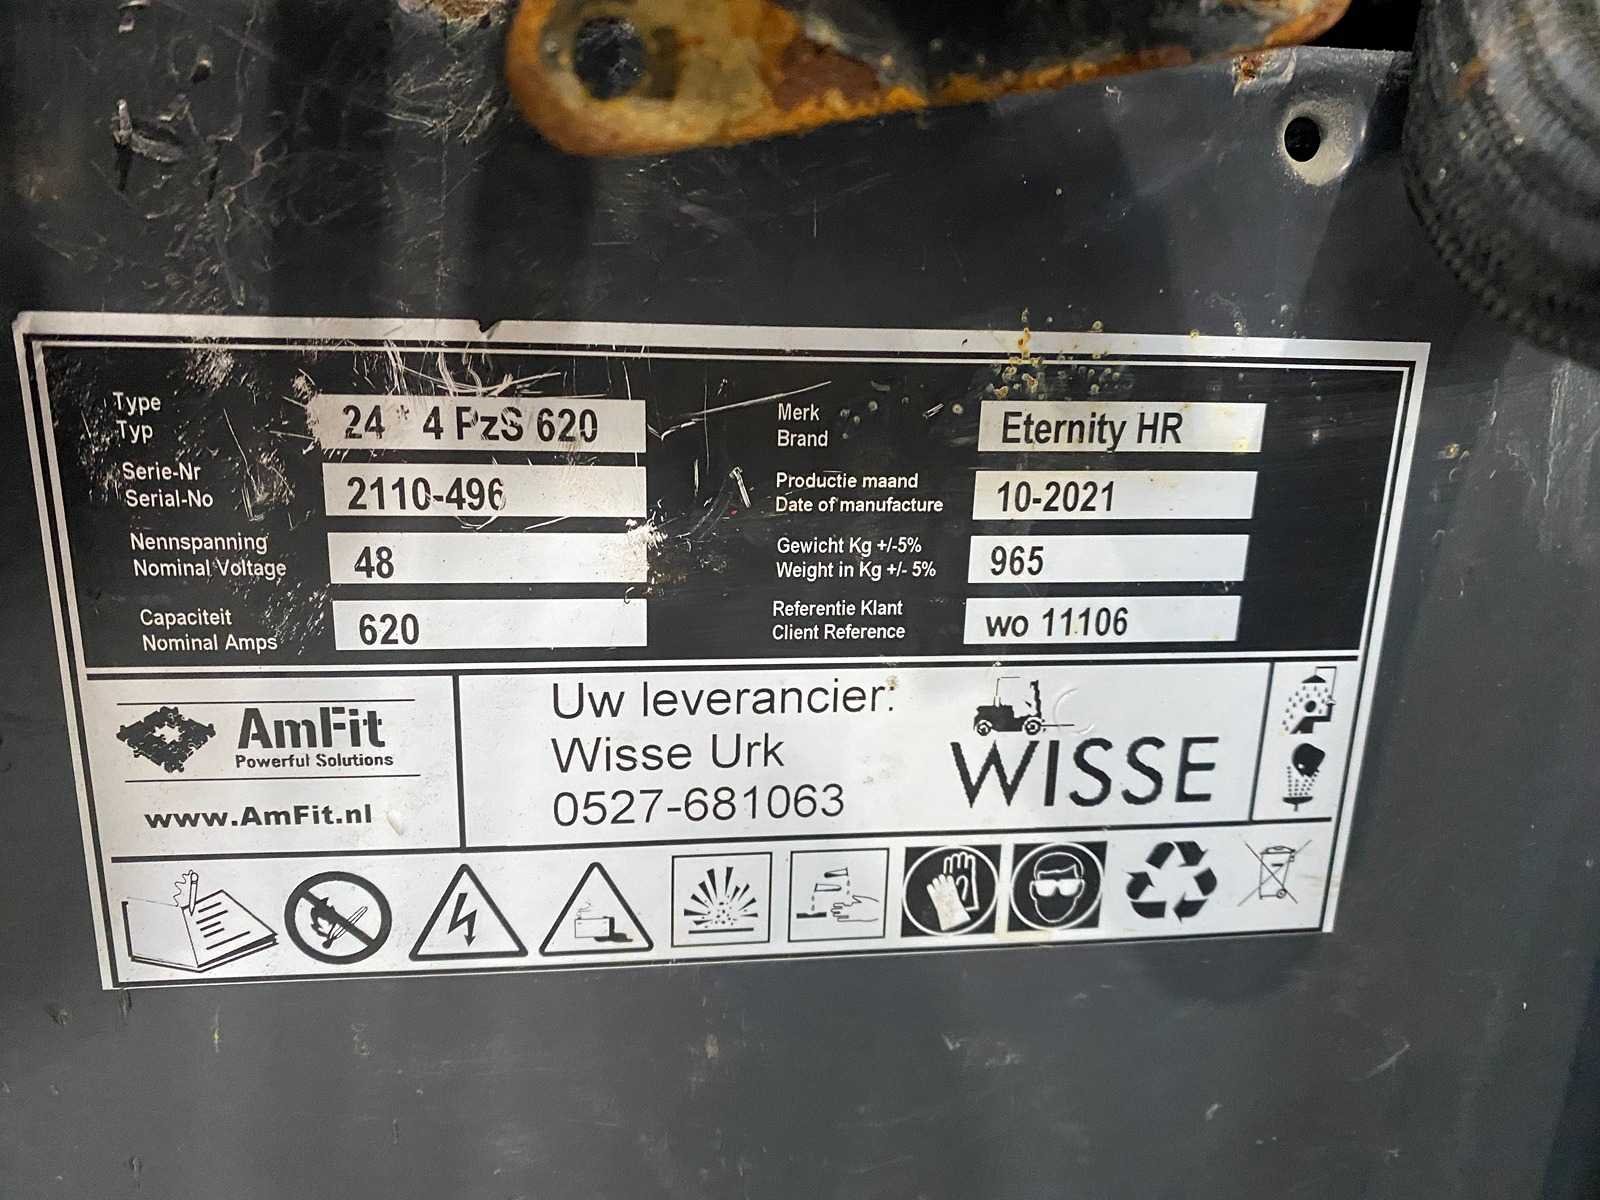 Type
Typ
24 * 4 PzS 620
Serie-Nr
Serial-No
2110-496
Nennspanning
Nominal Voltage
48
Capaciteit
Nominal Amps
620
Merk
Brand
Eternity HR
Productie maand
Date of manufacture
10-2021
Gewicht Kg +/-5%
Weight in Kg +/- 5%
965
Referentie Klant
Client Reference
wo 11106
AmFit
Powerful Solutions
www.AmFit.nl
Uw leverancier:
Wisse Urk
0527-681063
WISSE